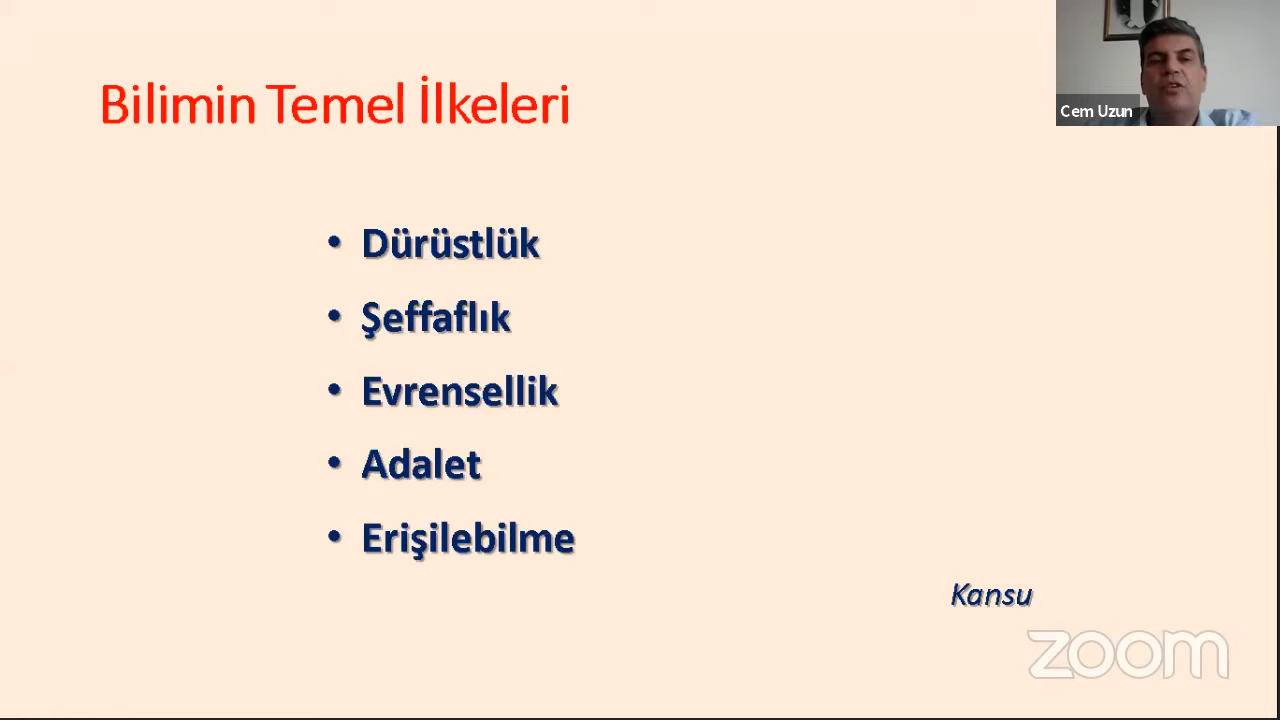 Bilimin Temel İlkeleri
Cem Uzun
• Dürüstlük
• Şeffaflık
• Evrensellik
• Adalet
• Erişilebilme
Kansu
zoom